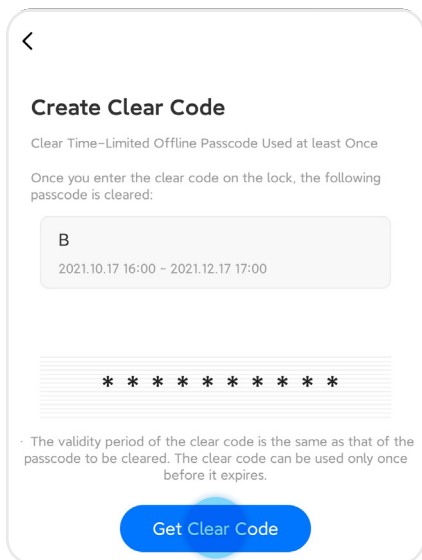 Create Clear Code
Clear Time-Limited Offline Passcode Used at least Once
Once you enter the clear code on the lock, the following
passcode is cleared:
B
2021.10.17 16:00 - 2021.12.17 17:00
* * * * * * * * * *
· The validity period of the clear code is the same as that of the
passcode to be cleared. The clear code can be used only once
before it expires.
Get Clear Code